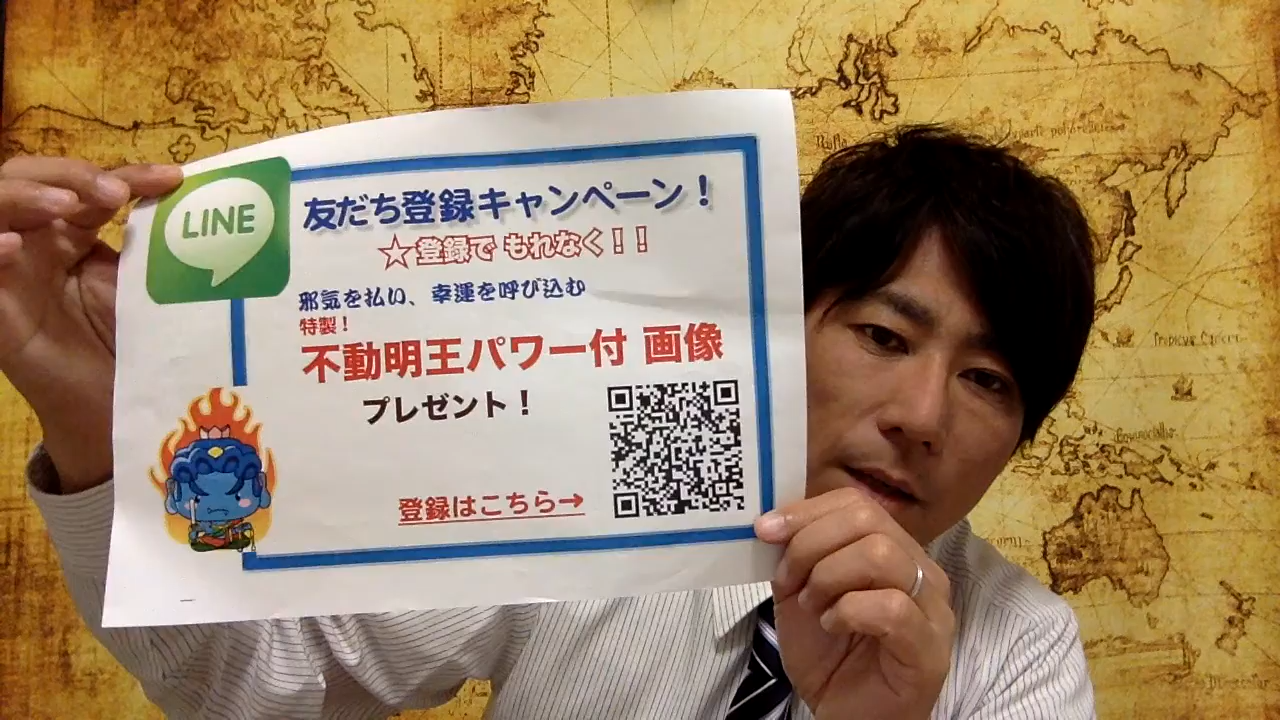 LINE
友だち登録キャンペーン！
☆登録で もれなく！！
邪気を払い、幸運を呼び込む
特製！
不動明王パワー付 画像
プレゼント！
登録はこちら→
Tropicus Cancer